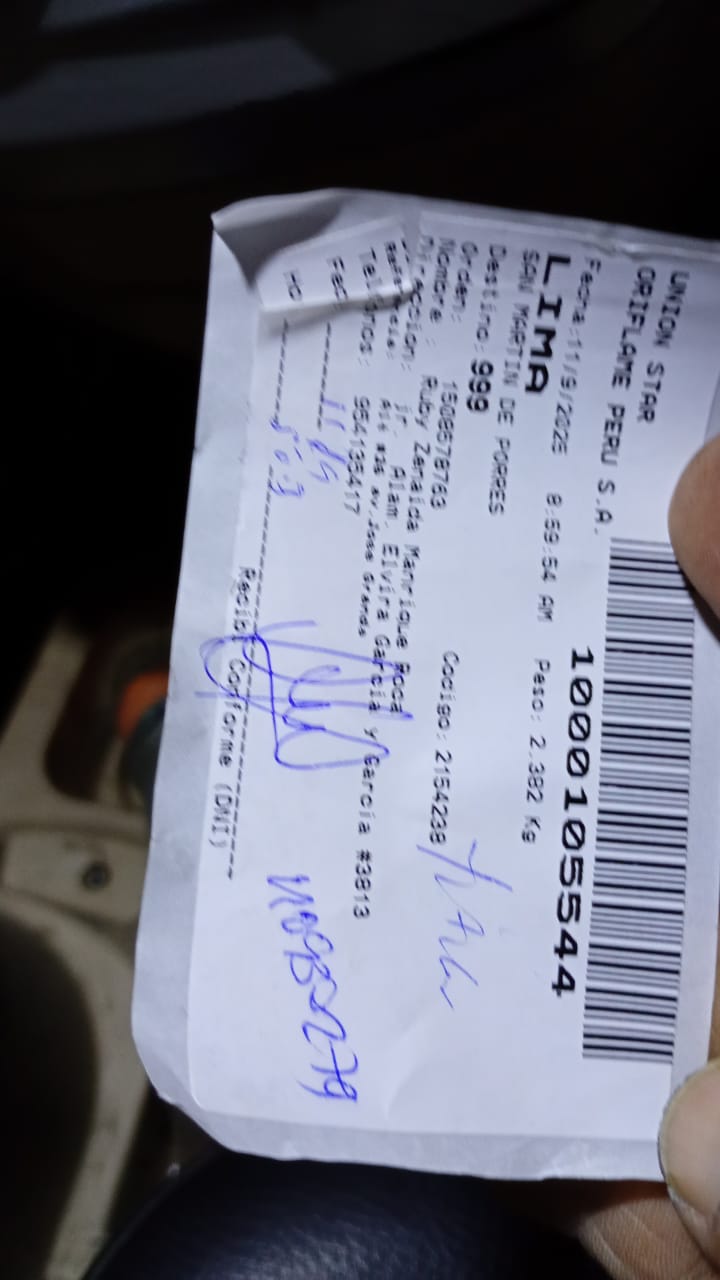 UNION STAR
ORIFLAME PERU S.A.
1000105544
Fecha:11/9/2025 8:59:54 AM Peso: 2.382 Kg
LIMA
SAN MARTIN DE PORRES
Destino: 999
Orden: 1508578763 Codigo: 2154238
Nombre : Ruby Zenaida Manrique Roca
jr. Alam. Elvira Garcia y Garcia #3813
954135417
Fec
Ho
Recibi Conforme (DNI)